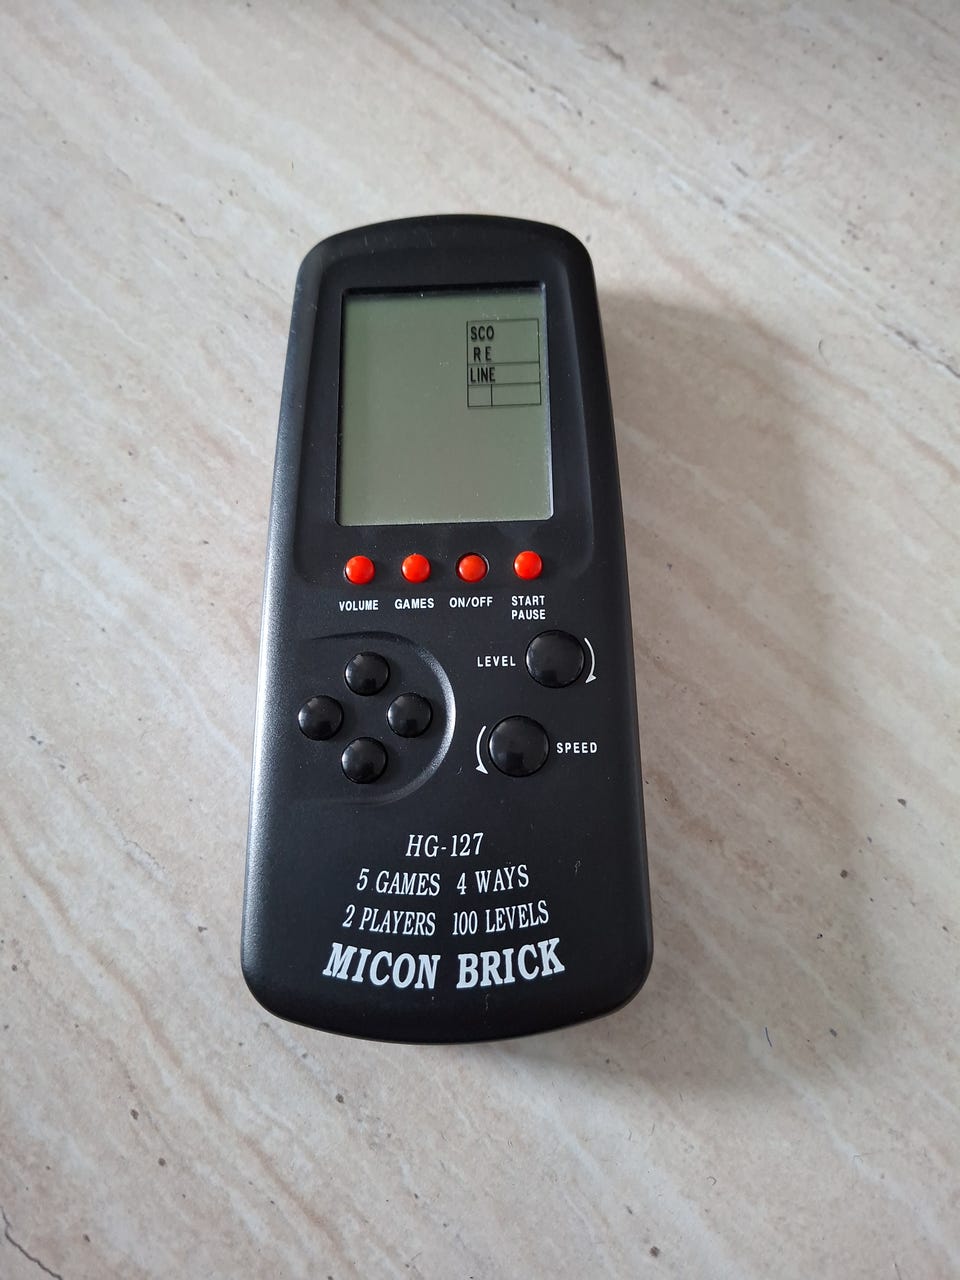 SCO
RE
LINE
VOLUME GAMES ON/OFF START
PAUSE
LEVEL
SPEED
HG-127
5 GAMES 4 WAYS
2 PLAYERS 100 LEVELS
MICON BRICK